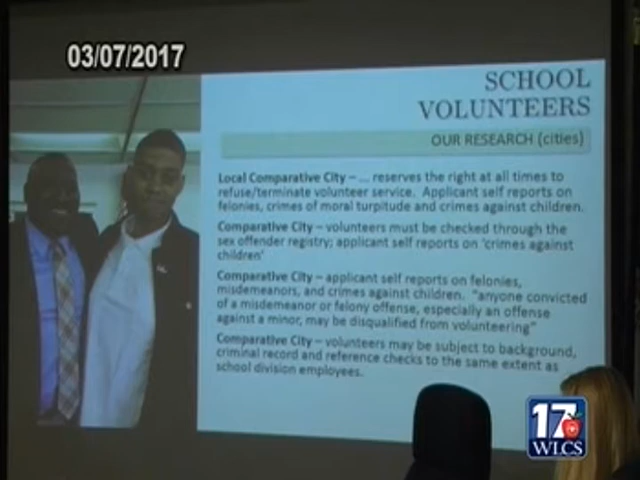 03/07/2017
SCHOOL
VOLUNTEERS
OUR RESEARCH (cities)
Local Comparative City – ... reserves the right at all times to
refuse/terminate volunteer service. Applicant self reports on
felonies, crimes of moral turpitude and crimes against children.
Comparative City – volunteers must be checked through the
sex offender registry; applicant self reports on 'crimes against
children'
Comparative City – applicant self reports on felonies,
misdemeanors, and crimes against children. "anyone convicted
of a misdemeanor or felony offense, especially an offense
against a minor, may be disqualified from volunteering"
Comparative City – volunteers may be subject to background,
criminal record and reference checks to the same extent as
school division employees.
17
WLCS